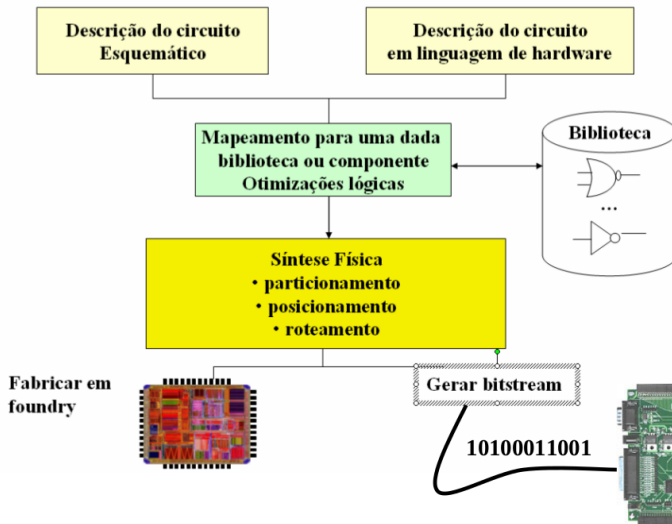 Descrição do circuito
Esquemático
Descrição do circuito
em linguagem de hardware
Mapeamento para uma dada
biblioteca ou componente
Otimizações lógicas
Biblioteca
...
Síntese Física
• particionamento
• posicionamento
• roteamento
Fabricar em
foundry
Gerar bitstream
10100011001